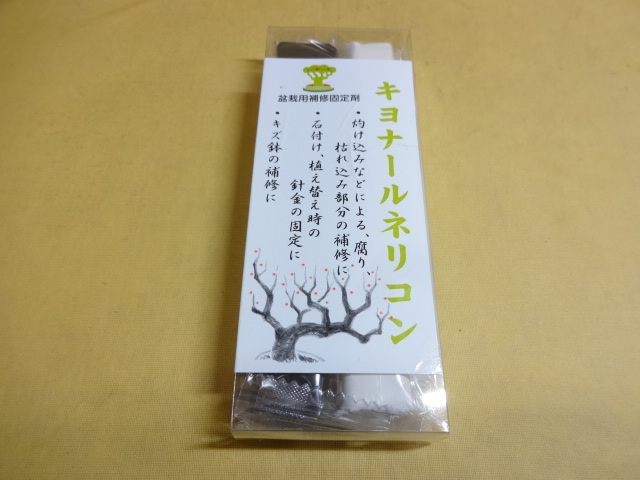 盆栽用補修固定剤
キヨナールネリコン
• 灼け込みなどによる、腐り、
枯れ込み部分の補修に
• 石付け、植え替え時の
針金の固定に
• キズ鉢の補修に